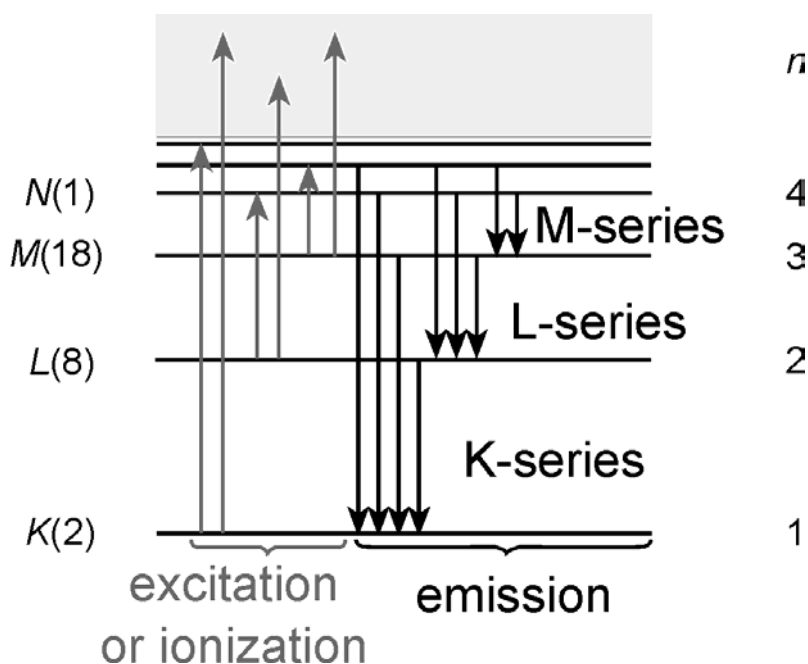 n
N(1)
4
M-series
M(18)
3
L-series
L(8)
2
K-series
K(2)
1
excitation
or ionization
emission